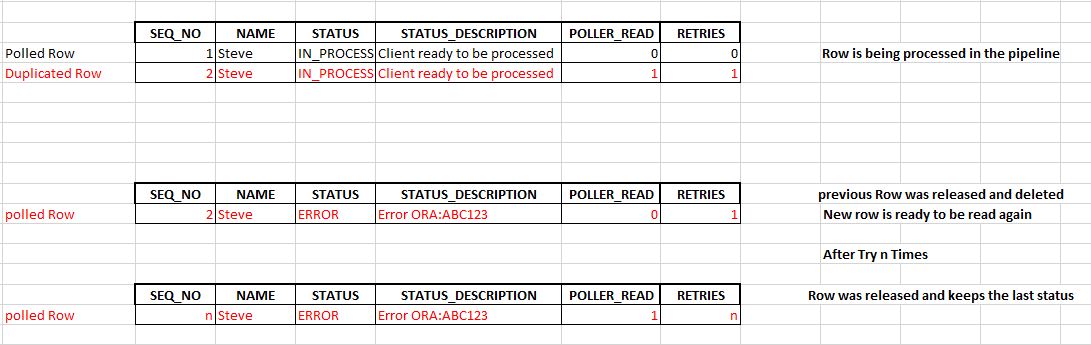 SEQ_NO NAME STATUS STATUS_DESCRIPTION POLLER_READ RETRIES
Polled Row 1 Steve IN_PROCESS Client ready to be processed 0 0 Row is being processed in the pipeline
Duplicated Row 2 Steve IN_PROCESS Client ready to be processed 1 1
SEQ_NO NAME STATUS STATUS_DESCRIPTION POLLER_READ RETRIES previous Row was released and deleted
polled Row 2 Steve ERROR Error ORA:ABC123 0 1 New row is ready to be read again
After Try n Times
SEQ_NO NAME STATUS STATUS_DESCRIPTION POLLER_READ RETRIES Row was released and keeps the last status
polled Row n Steve ERROR Error ORA:ABC123 1 n